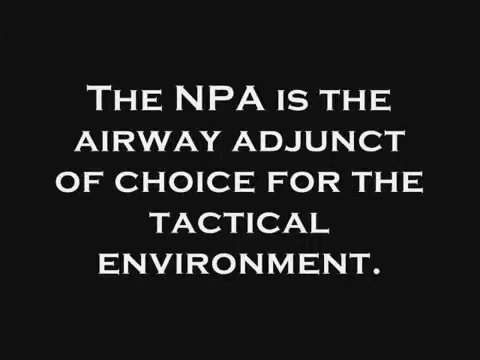 The NPA is the
airway adjunct
of choice for the
tactical
environment.